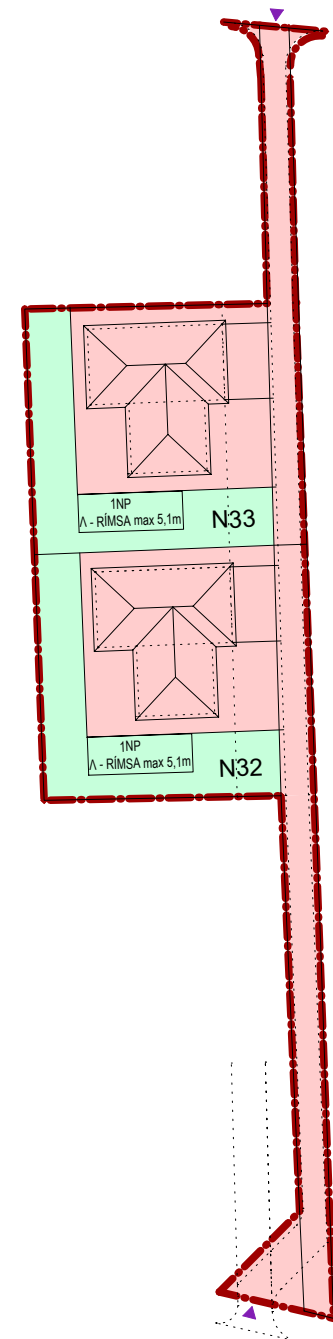 1NP
Λ - RÍMSA max 5,1m
N33
1NP
Λ - RÍMSA max 5,1m
N32